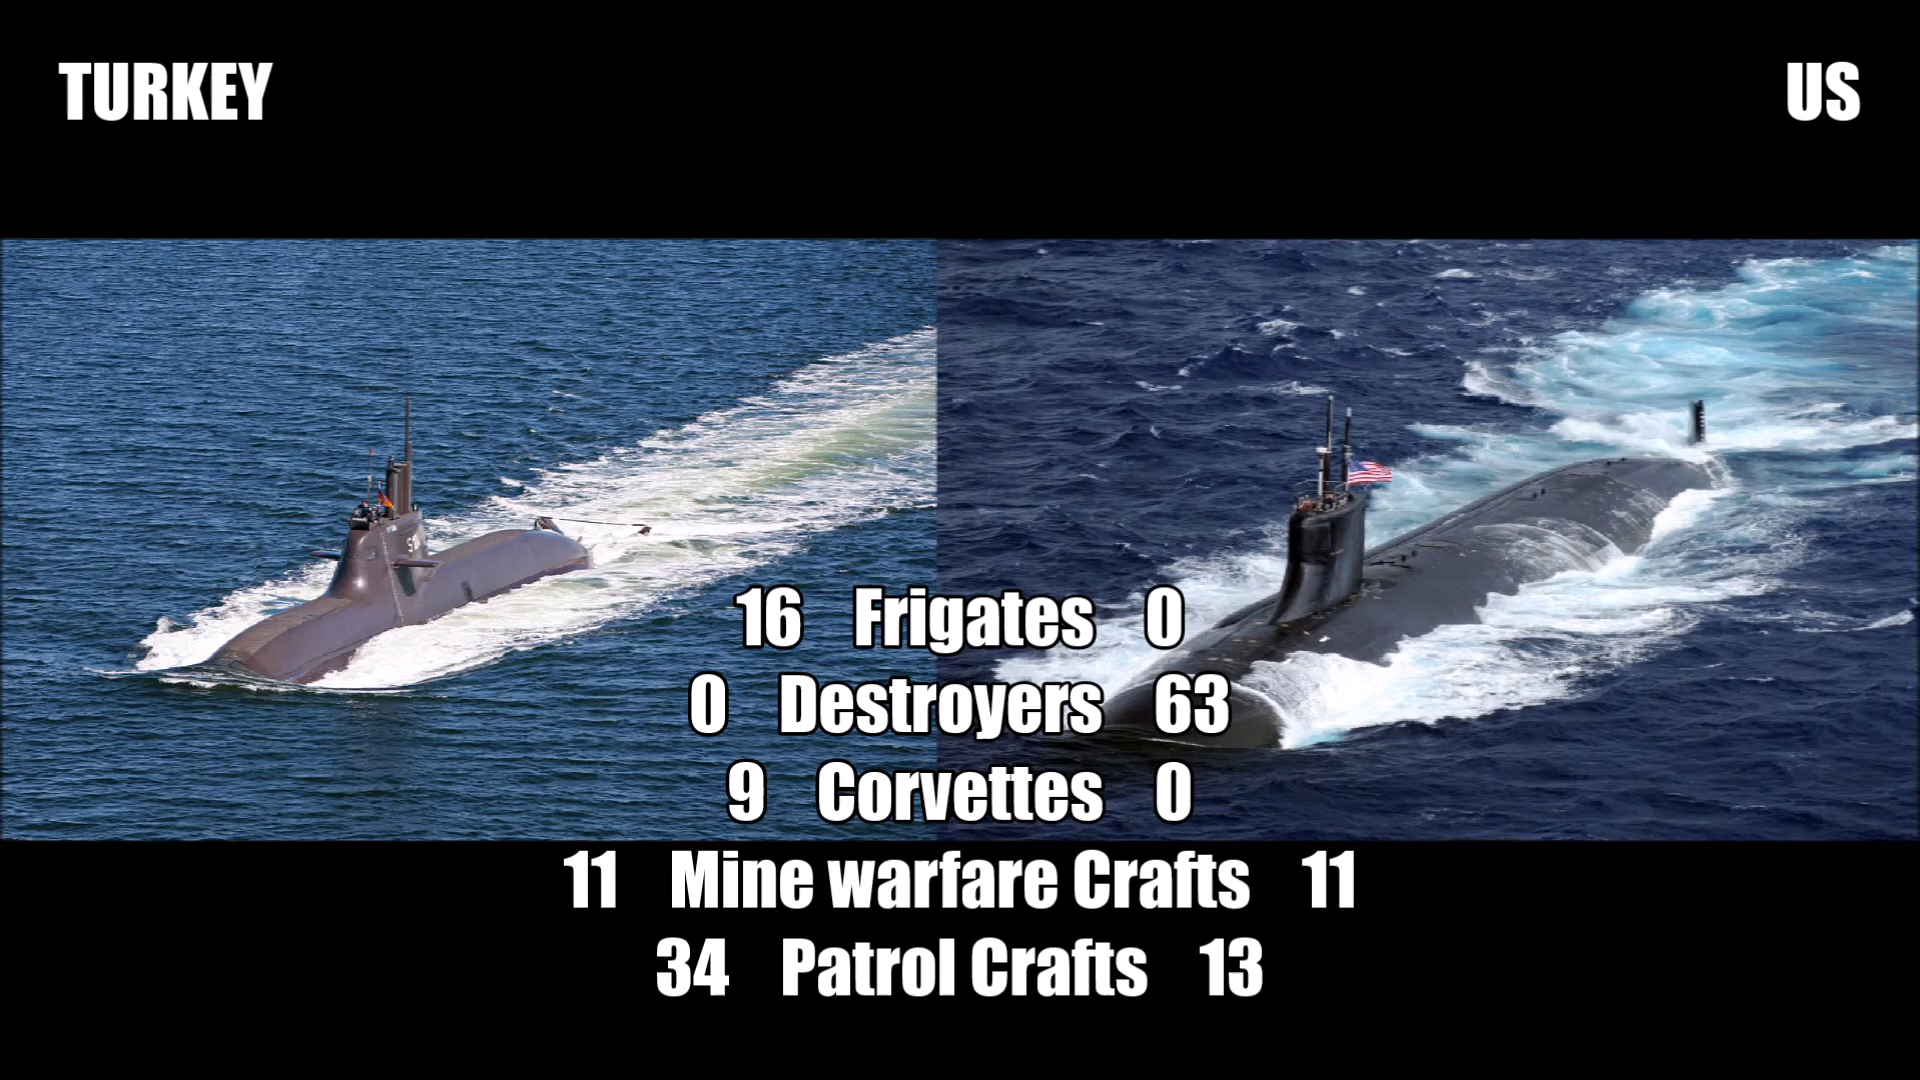 TURKEY US
16 Frigates 0
0 Destroyers 63
9 Corvettes 0
11 Mine warfare Crafts 11
34 Patrol Crafts 13